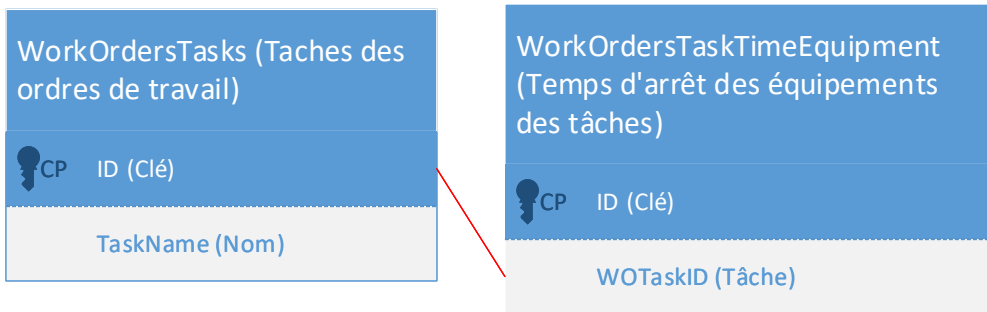 WorkOrdersTasks (Taches des
ordres de travail)
CP ID (Clé)
TaskName (Nom)
WorkOrdersTaskTimeEquipment
(Temps d'arrêt des équipements
des tâches)
CP ID (Clé)
WOTaskID (Tâche)